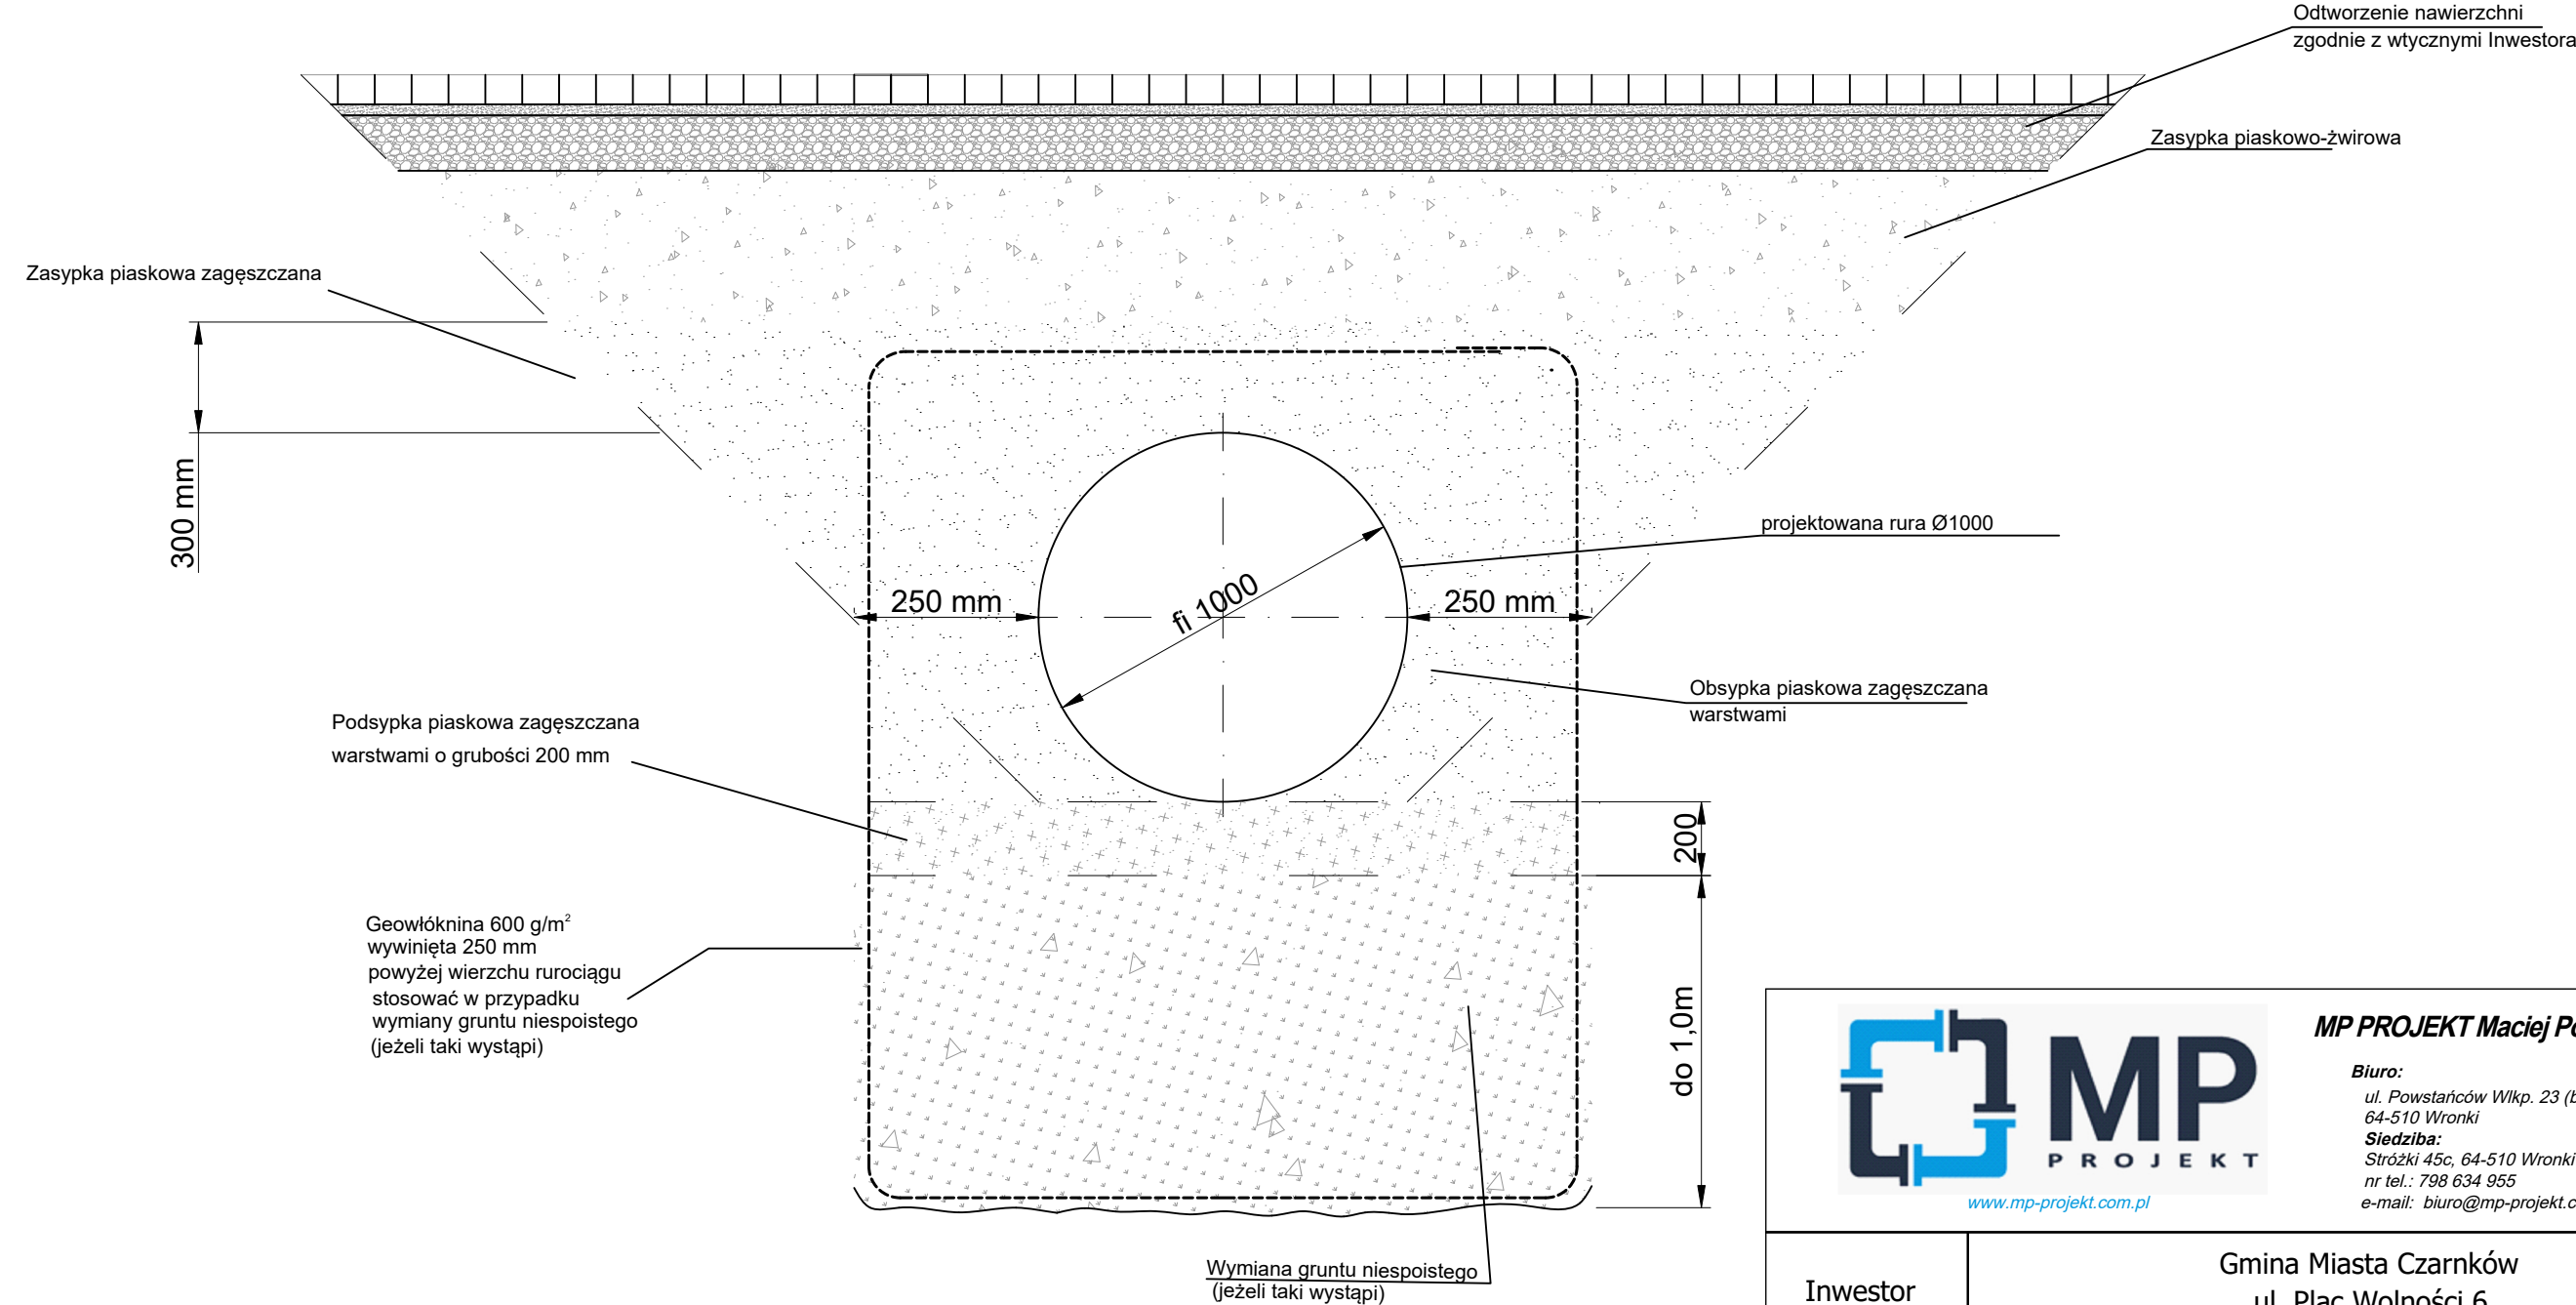 Odtworzenie nawierzchni
zgodnie z wtycznymi Inwestora
Zasypka piaskowo-żwirowa
Zasypka piaskowa zagęszczana
300 mm
projektowana rura Ø1000
250 mm
fi 1000
250 mm
Obsypka piaskowa zagęszczana
warstwami
Podsypka piaskowa zagęszczana
warstwami o grubości 200 mm
200
Geowłóknina 600 g/m²
wywinięta 250 mm
powyżej wierzchu rurociągu
stosować w przypadku
wymiany gruntu niespoistego
(jeżeli taki wystąpi)
do 1,0m
Wymiana gruntu niespoistego
(jeżeli taki wystąpi)
MP
PROJEKT
www.mp-projekt.com.pl
MP PROJEKT Maciej
Biuro:
ul. Powstańców Wlkp. 23
64-510 Wronki
Siedziba:
Stróżki 45c, 64-510 Wronki
nr tel.: 798 634 955
e-mail: biuro@mp-projekt.c
Inwestor
Gmina Miasta Czarnków
ul. Plac Wolności 6